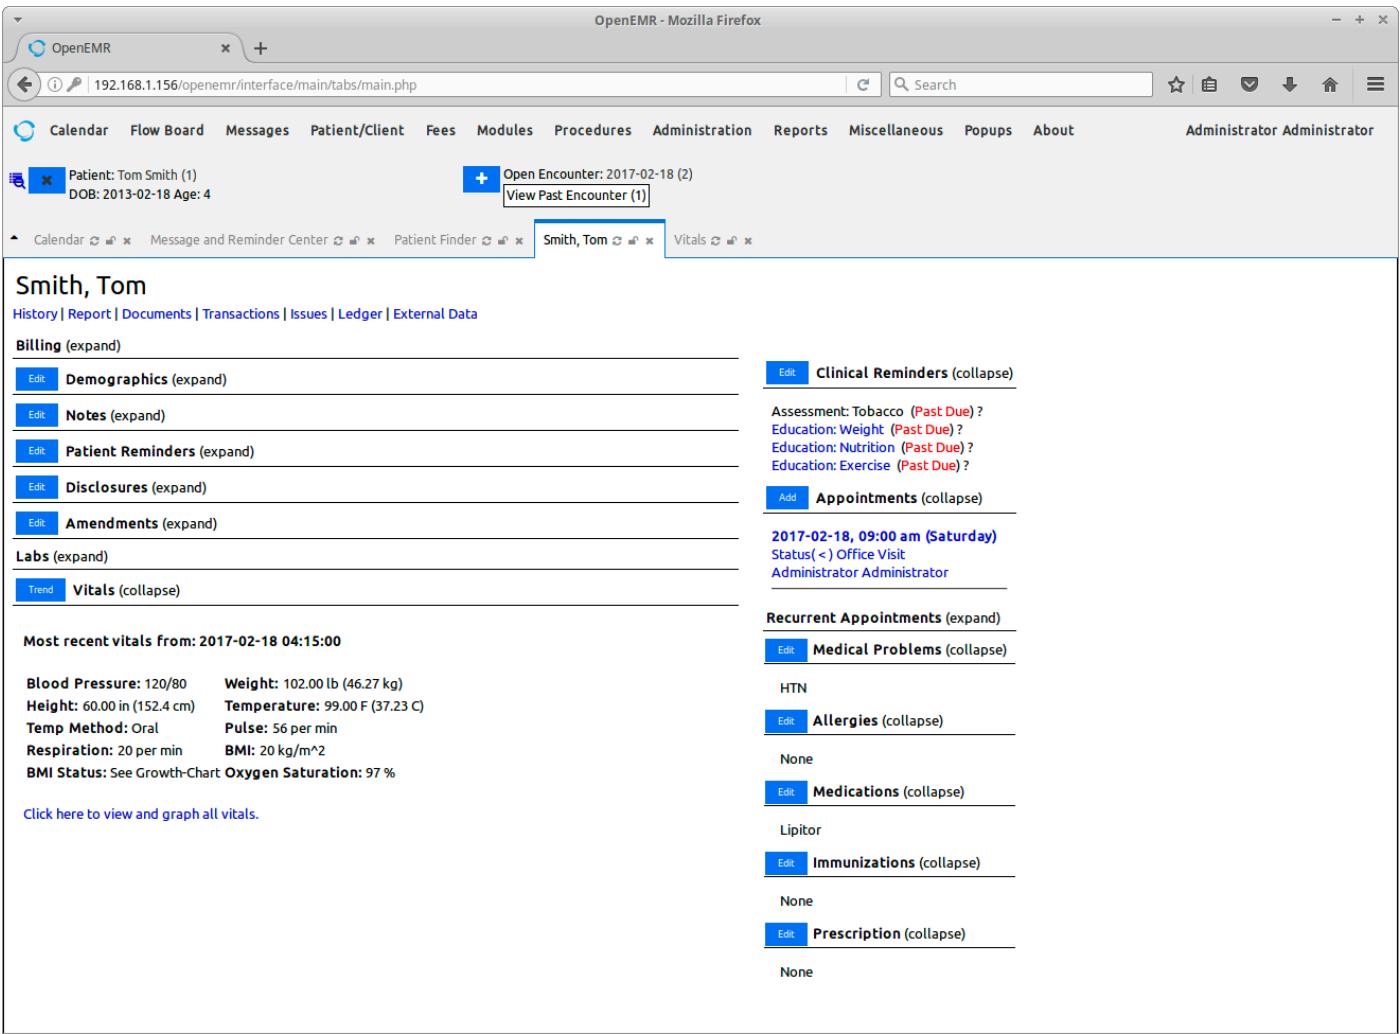 OpenEMR - Mozilla Firefox
OpenEMR
192.168.1.156/openemr/interface/main/tabs/main.php
Search
Calendar Flow Board Messages Patient/Client Fees Modules Procedures Administration Reports Miscellaneous Popups About Administrator Administrator
Patient: Tom Smith (1)
DOB: 2013-02-18 Age: 4
Open Encounter: 2017-02-18 (2)
View Past Encounter (1)
Calendar Message and Reminder Center Patient Finder Smith, Tom Vitals
Smith, Tom
History | Report | Documents | Transactions | Issues | Ledger | External Data
Billing (expand)
Edit Demographics (expand)
Edit Notes (expand)
Edit Patient Reminders (expand)
Edit Disclosures (expand)
Edit Amendments (expand)
Labs (expand)
Trend Vitals (collapse)
Most recent vitals from: 2017-02-18 04:15:00
Blood Pressure: 120/80 Weight: 102.00 lb (46.27 kg)
Height: 60.00 in (152.4 cm) Temperature: 99.00 F (37.23 C)
Temp Method: Oral Pulse: 56 per min
Respiration: 20 per min BMI: 20 kg/m^2
BMI Status: See Growth-Chart Oxygen Saturation: 97 %
Click here to view and graph all vitals.
Edit Clinical Reminders (collapse)
Assessment: Tobacco (Past Due) ?
Education: Weight (Past Due) ?
Education: Nutrition (Past Due) ?
Education: Exercise (Past Due) ?
Add Appointments (collapse)
2017-02-18, 09:00 am (Saturday)
Status( < ) Office Visit
Administrator Administrator
Recurrent Appointments (expand)
Edit Medical Problems (collapse)
HTN
Edit Allergies (collapse)
None
Edit Medications (collapse)
Lipitor
Edit Immunizations (collapse)
None
Edit Prescription (collapse)
None